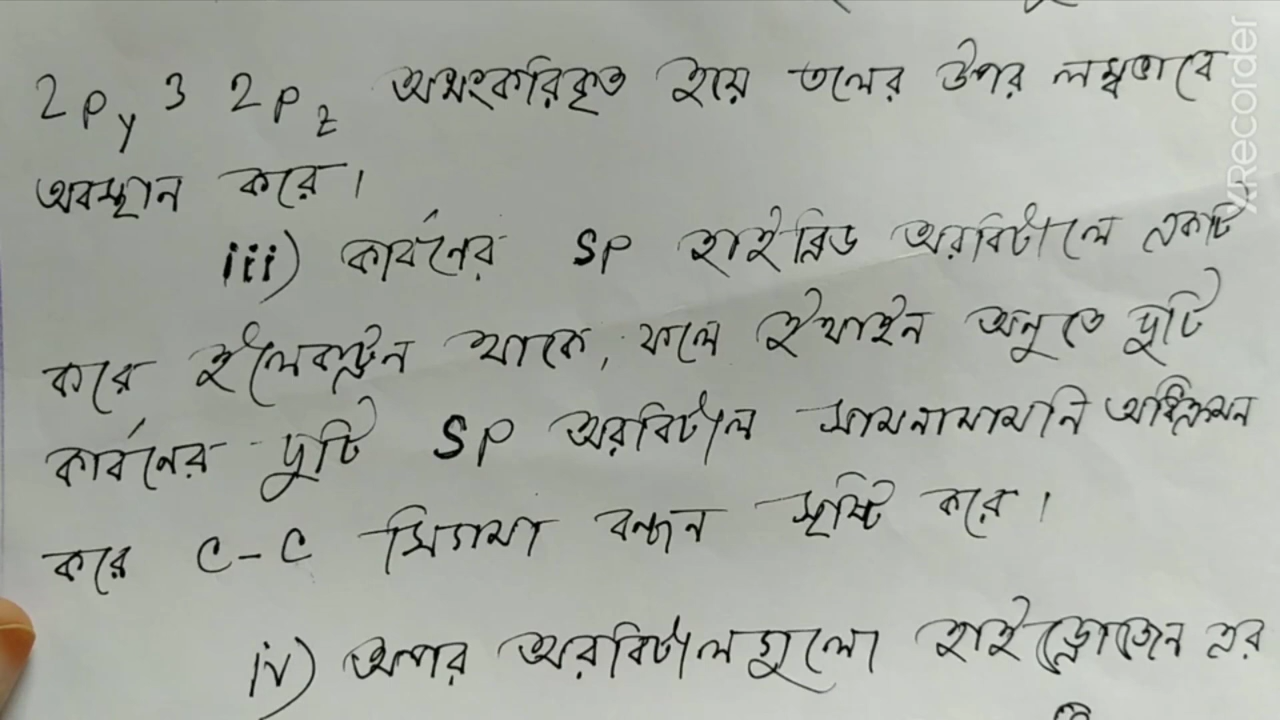 2py ও 2pz অসংকরিকৃত হয়ে তলের উপর লম্বভাবে
অবস্থান করে।
iii) কার্বনের SP হাইব্রিড অরবিটালে একটি
করে ইলেকট্রন থাকে, ফলে ইথাইন অনুতে দুটি
কার্বনের দুটি SP অরবিটাল সামনাসামনি অধিক্রমন
করে C-C সিগমা বন্ধন সৃষ্টি করে।
iv) অপর অরবিটালগুলো হাইড্রোজেন এর
XRecorder